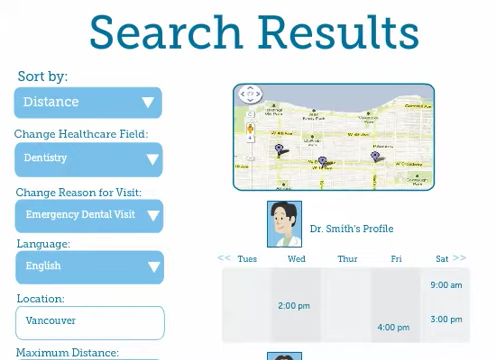 Search Results
Sort by:
Distance
Change Healthcare Field:
Dentistry
Change Reason for Visit:
Emergency Dental Visit
Language:
English
Location:
Vancouver
Maximum Distance:
Dr. Smith's Profile
<< Tues Wed Thur Fri Sat >>
9:00 am
2:00 pm
3:00 pm
4:00 pm